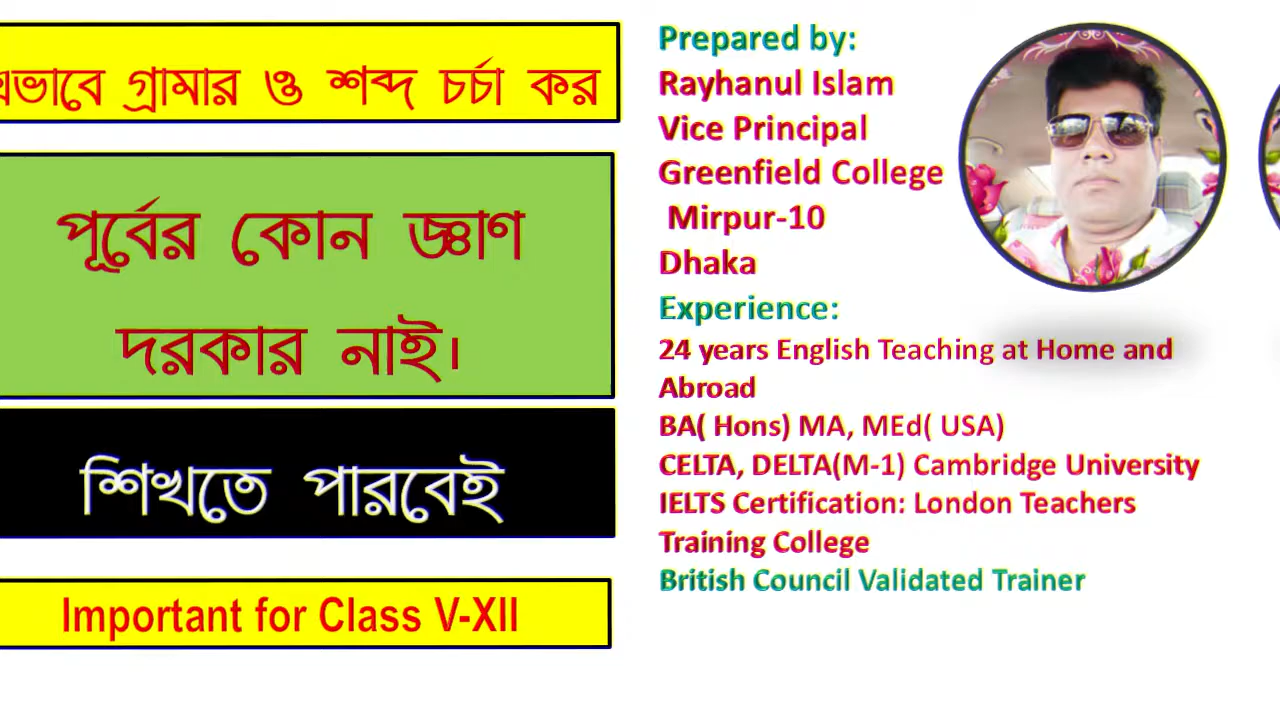 গ্রামার ও শব্দ চর্চা কর
পূর্বের কোন জ্ঞাণ
দরকার নাই।
শিখতে পারবেই
Important for Class V-XII
Prepared by:
Rayhanul Islam
Vice Principal
Greenfield College
Mirpur-10
Dhaka
Experience:
24 years English Teaching at Home and
Abroad
BA( Hons) MA, MEd( USA)
CELTA, DELTA(M-1) Cambridge University
IELTS Certification: London Teachers
Training College
British Council Validated Trainer